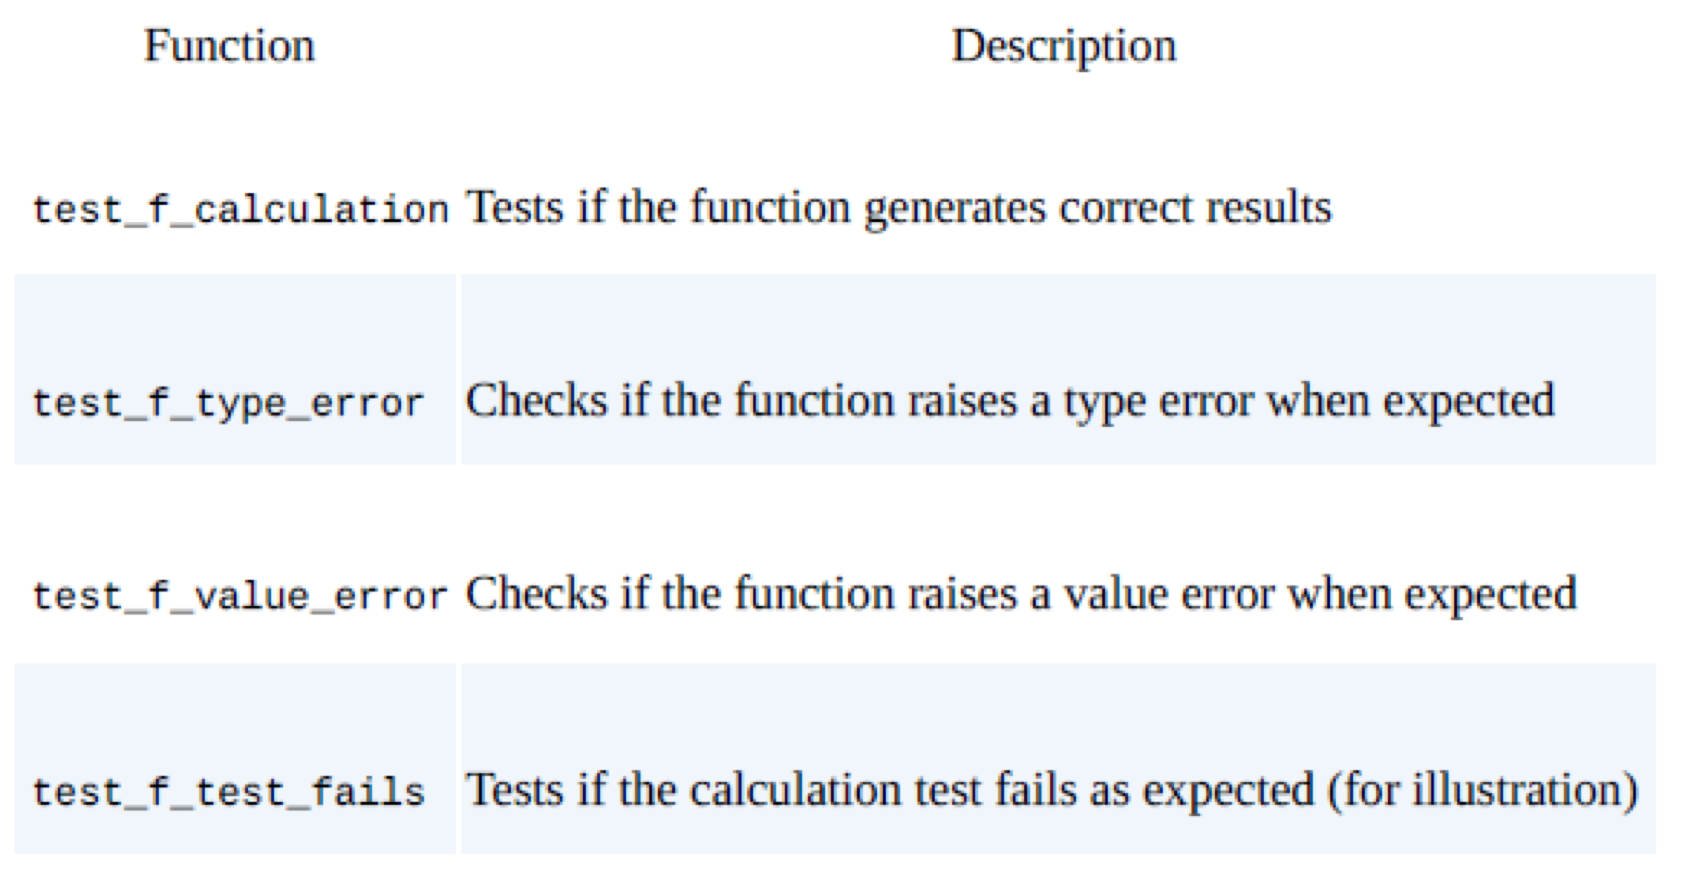 Function Description
test_f_calculation Tests if the function generates correct results
test_f_type_error Checks if the function raises a type error when expected
test_f_value_error Checks if the function raises a value error when expected
test_f_test_fails Tests if the calculation test fails as expected (for illustration)